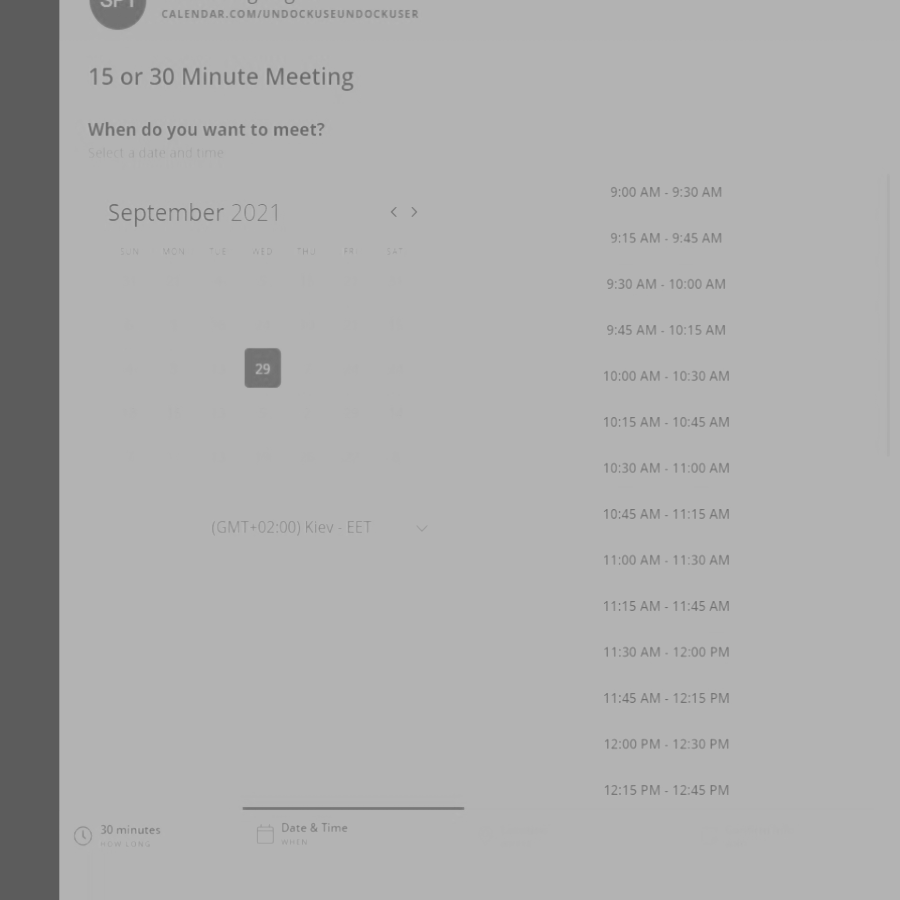 CALENDAR.COM/UNDOCKUSEUNDOCKUSER
15 or 30 Minute Meeting
When do you want to meet?
Select a date and time
September 2021
SUN MON TUE WED THU FRI SAT
29
(GMT+02:00) Kiev - EET
9:00 AM - 9:30 AM
9:15 AM - 9:45 AM
9:30 AM - 10:00 AM
9:45 AM - 10:15 AM
10:00 AM - 10:30 AM
10:15 AM - 10:45 AM
10:30 AM - 11:00 AM
10:45 AM - 11:15 AM
11:00 AM - 11:30 AM
11:15 AM - 11:45 AM
11:30 AM - 12:00 PM
11:45 AM - 12:15 PM
12:00 PM - 12:30 PM
12:15 PM - 12:45 PM
30 minutes
HOW LONG
Date & Time
WHEN